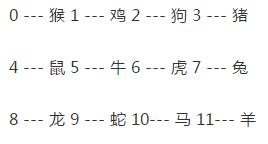 0 --- 猴 1 --- 鸡 2 --- 狗 3 --- 猪
4 --- 鼠 5 --- 牛 6 --- 虎 7 --- 兔
8 --- 龙 9 --- 蛇 10--- 马 11--- 羊